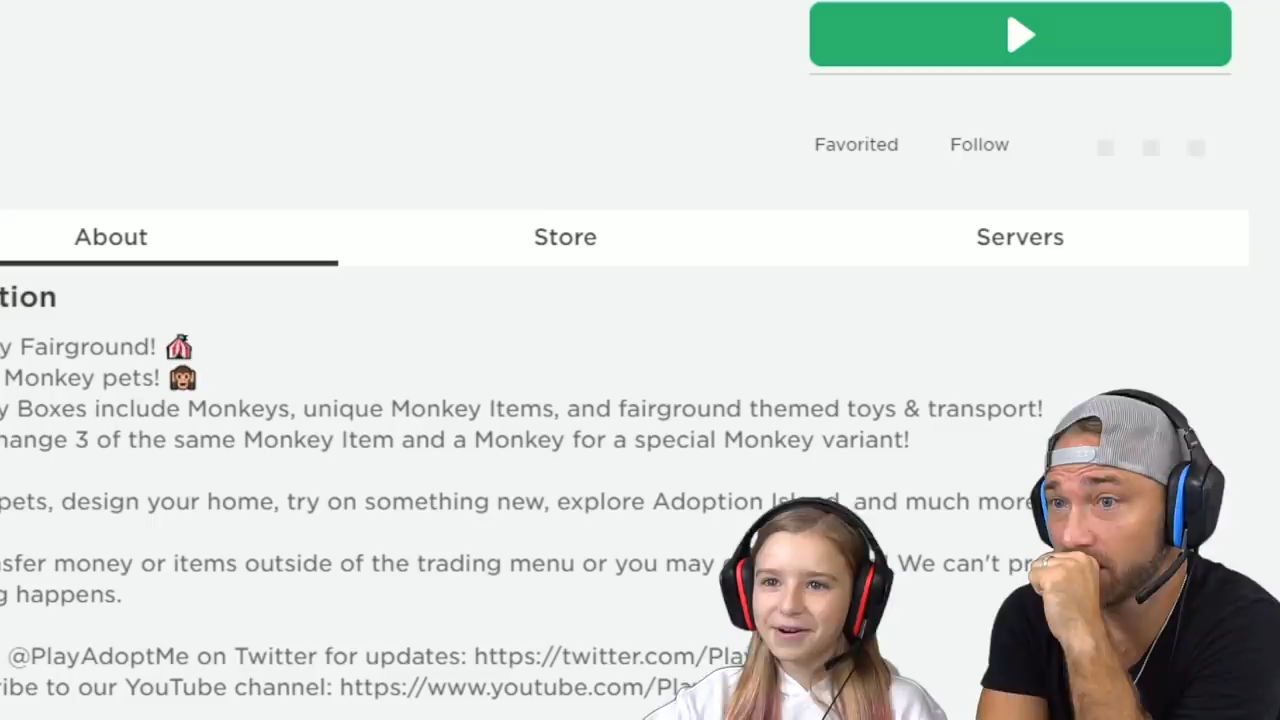 Favorited Follow
About Store Servers
tion
y Fairground!
Monkey pets!
y Boxes include Monkeys, unique Monkey Items, and fairground themed toys & transport!
hange 3 of the same Monkey Item and a Monkey for a special Monkey variant!
pets, design your home, try on something new, explore Adoption Island, and much more
sfer money or items outside of the trading menu or you may We can't pr
g happens.
@PlayAdoptMe on Twitter for updates: https://twitter.com/Play
ribe to our YouTube channel: https://www.youtube.com/Pla